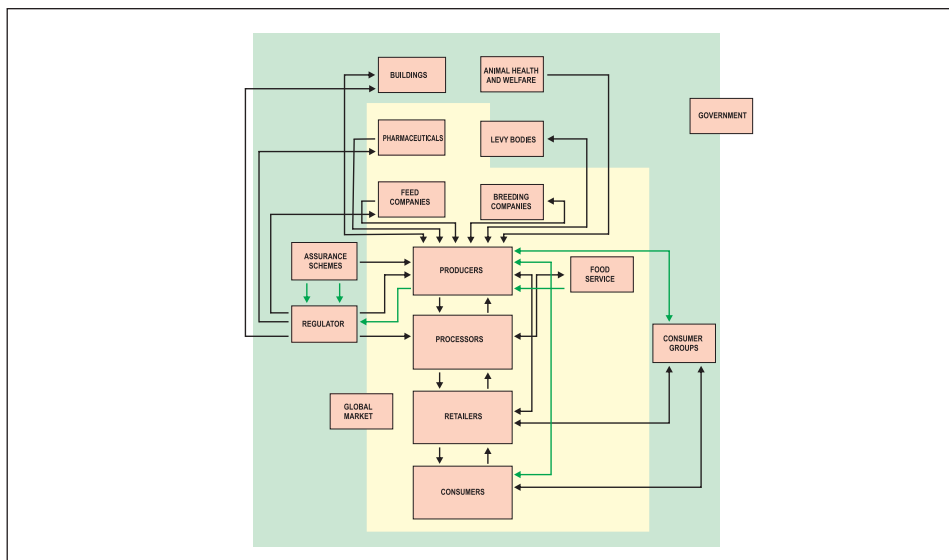 BUILDINGS
ANIMAL HEALTH
AND WELFARE
GOVERNMENT
PHARMACEUTICALS
LEVY BODIES
FEED
COMPANIES
BREEDING
COMPANIES
ASSURANCE
SCHEMES
PRODUCERS
FOOD
SERVICE
REGULATOR
PROCESSORS
CONSUMER
GROUPS
GLOBAL
MARKET
RETAILERS
CONSUMERS